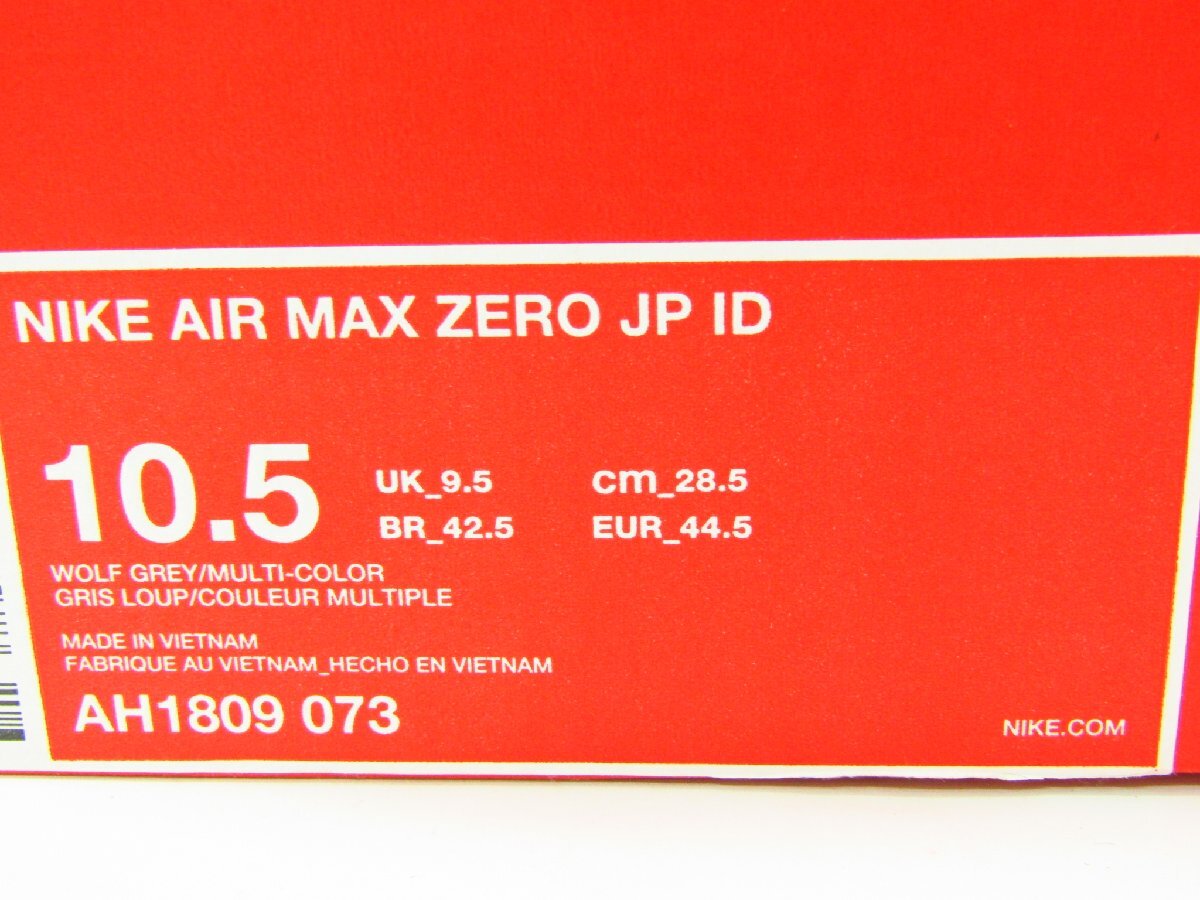 NIKE AIR MAX ZERO JP ID
10.5
UK_9.5 cm_28.5
BR_42.5 EUR_44.5
WOLF GREY/MULTI-COLOR
GRIS LOUP/COULEUR MULTIPLE
MADE IN VIETNAM
FABRIQUE AU VIETNAM_HECHO EN VIETNAM
AH1809 073
NIKE.COM